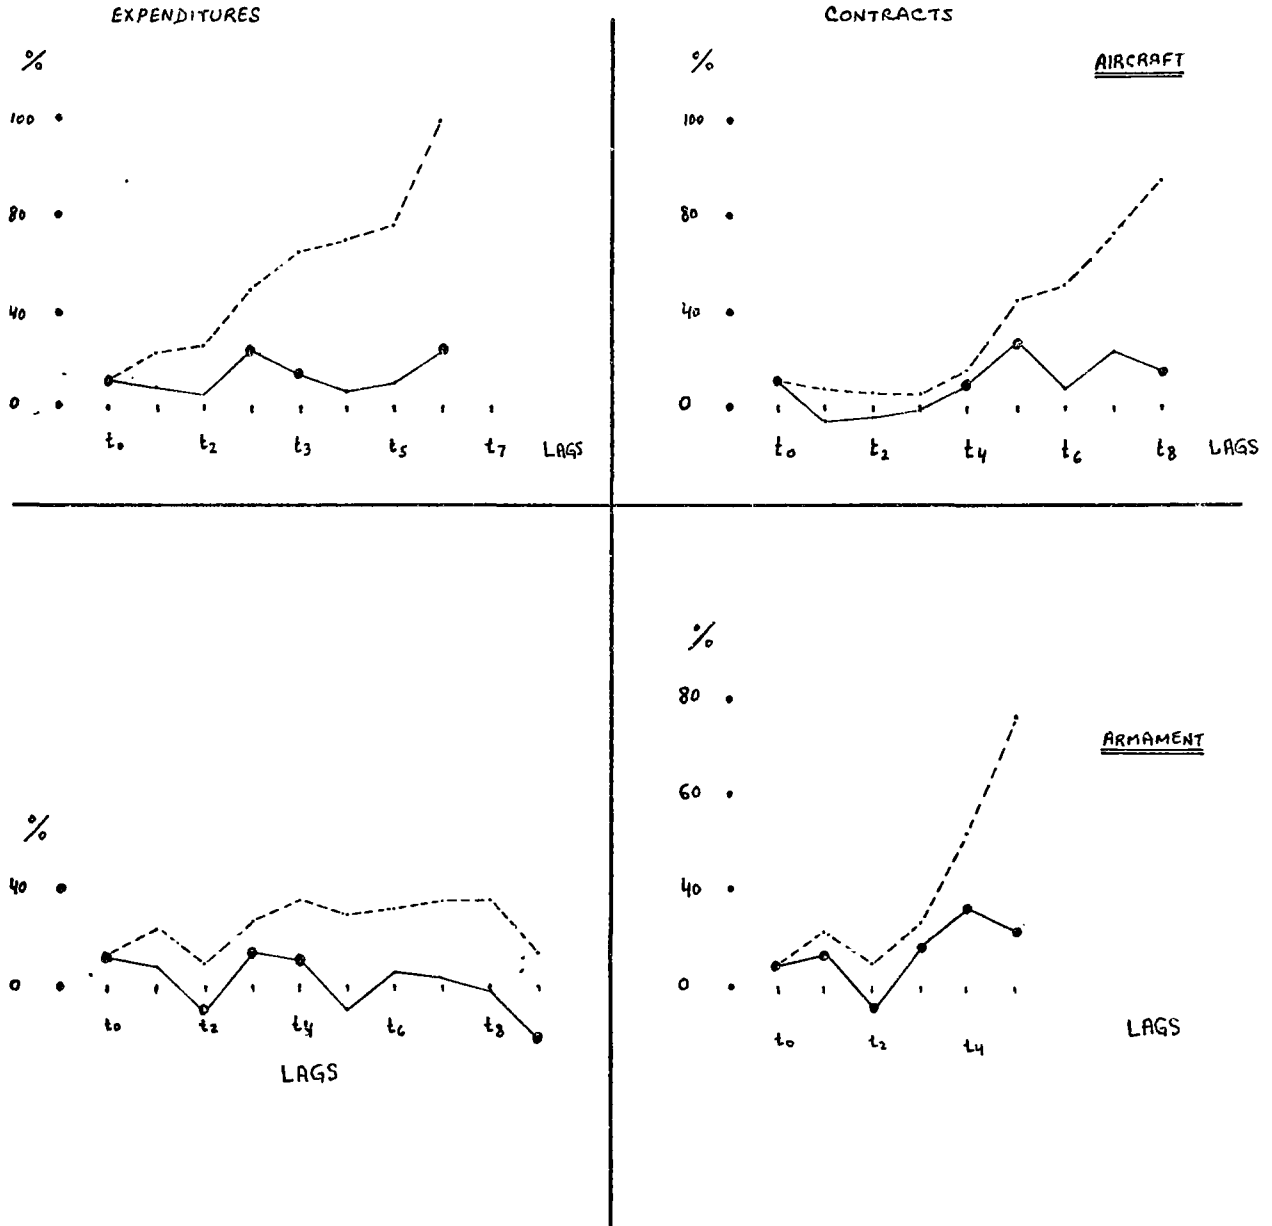 EXPENDITURES
%
100
80
40
0
t0 t2 t3 t5 t7 LAGS
CONTRACTS
%
AIRCRAFT
100
80
40
0
t0 t2 t4 t6 t8 LAGS
%
40
0
t0 t2 t4 t6 t8
LAGS
%
80
ARMAMENT
60
40
0
t0 t2 t4 LAGS